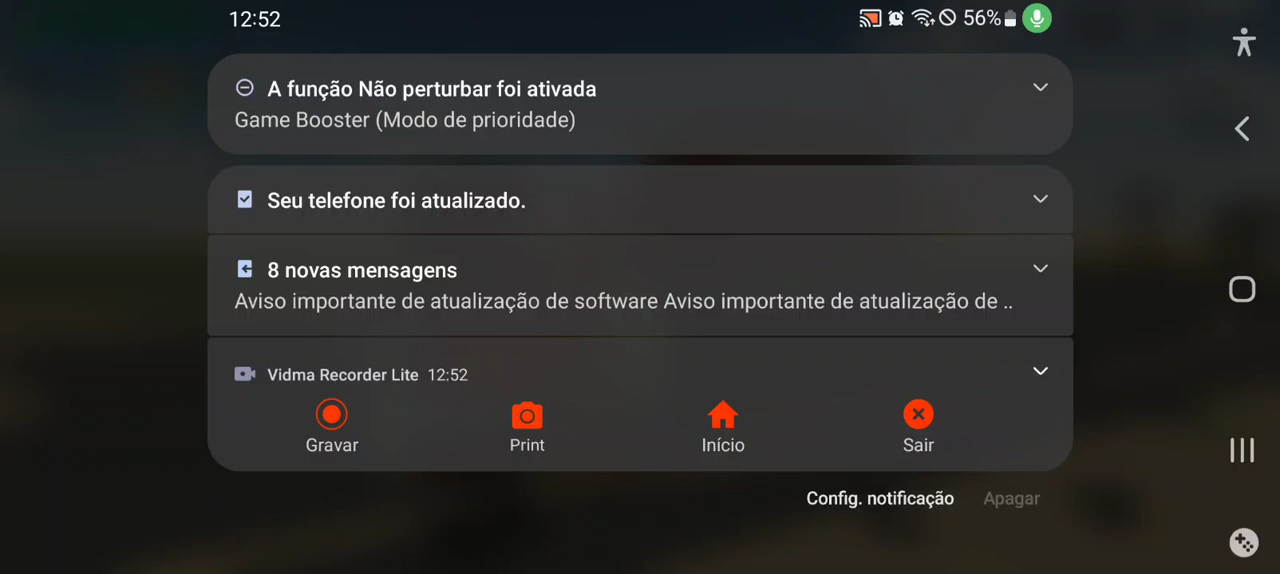 12:52
56%
A função Não perturbar foi ativada
Game Booster (Modo de prioridade)
Seu telefone foi atualizado.
8 novas mensagens
Aviso importante de atualização de software Aviso importante de atualização de ..
Vidma Recorder Lite 12:52
Gravar Print Início Sair
Config. notificação Apagar